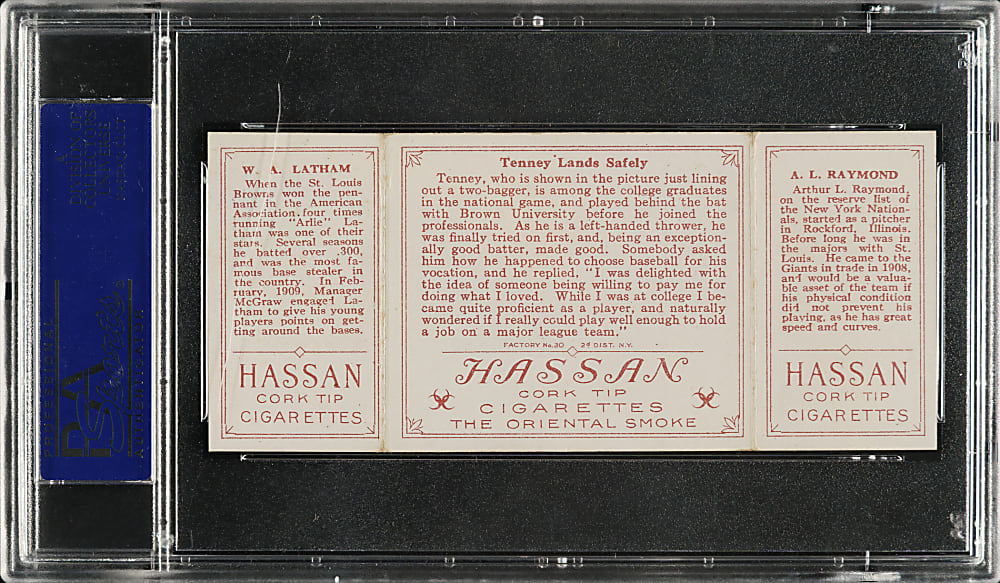 W. A. LATHAM
When the St. Louis
Browns won the pen-
nant in the American
Association four times
running "Arlie" La-
tham was one of their
stars. Several seasons
he batted over .300,
and was the most fa-
mous base stealer in
the country. In Feb-
ruary, 1909, Manager
McGraw engaged La-
tham to give his young
players points on get-
ting around the bases.
HASSAN
CORK TIP
CIGARETTES
Tenney Lands Safely
Tenney, who is shown in the picture just lining
out a two-bagger, is among the college graduates
in the national game, and played behind the bat
with Brown University before he joined the
professionals. As he is a left-handed thrower, he
was finally tried on first, and, being an exception-
ally good batter, made good. Somebody asked
him how he happened to choose baseball for his
vocation, and he replied, "I was delighted with
the idea of someone being willing to pay me for
doing what I loved. While I was at college I be-
came quite proficient as a player, and naturally
wondered if I really could play well enough to hold
a job on a major league team."
FACTORY No. 30 2d DIST. N.Y.
HASSAN
CORK TIP
CIGARETTES
THE ORIENTAL SMOKE
A. L. RAYMOND
Arthur L. Raymond,
on the reserve list of
the New York Nation-
als, started as a pitcher
in Rockford, Illinois.
Before long he was in
the majors with St.
Louis. He came to the
Giants in trade in 1908,
and would be a valua-
ble asset of the team if
his physical condition
did not prevent his
playing, as he has great
speed and curves.
HASSAN
CORK TIP
CIGARETTES
PROFESSIONAL
PSA
Sports
AUTHENTICATOR